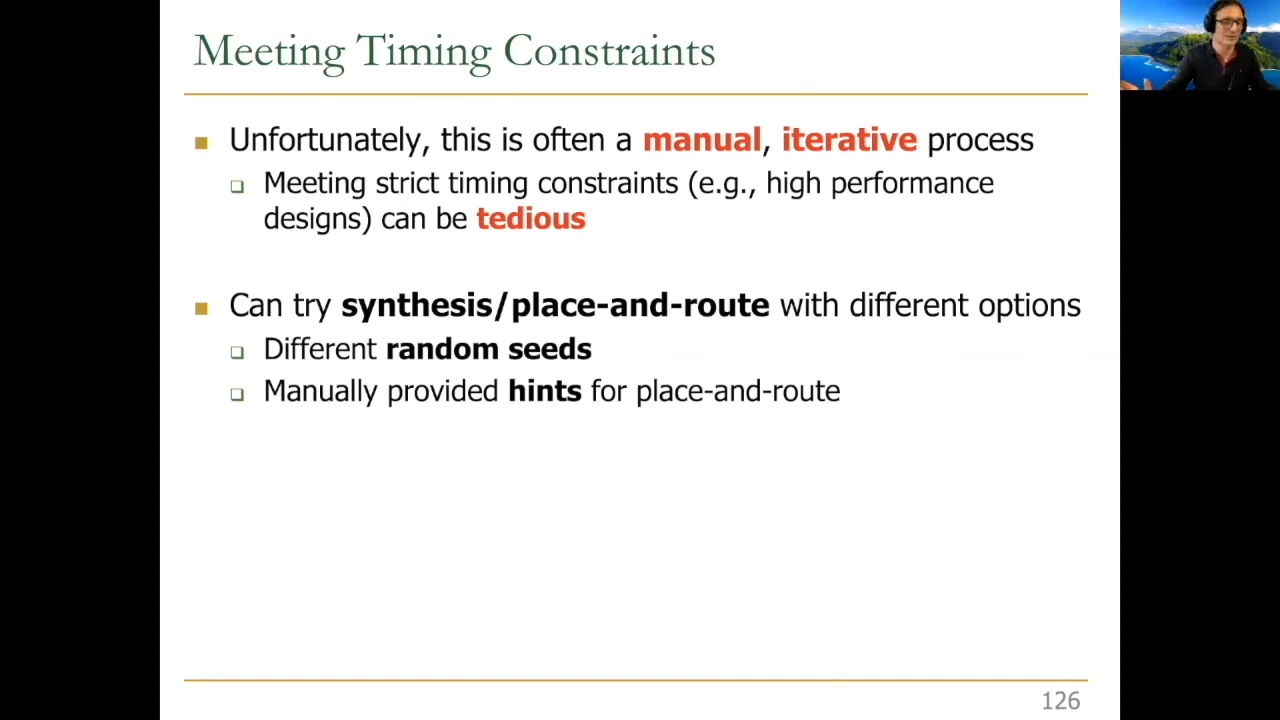 Meeting Timing Constraints
Unfortunately, this is often a manual, iterative process
Meeting strict timing constraints (e.g., high performance
designs) can be tedious
Can try synthesis/place-and-route with different options
Different random seeds
Manually provided hints for place-and-route
126